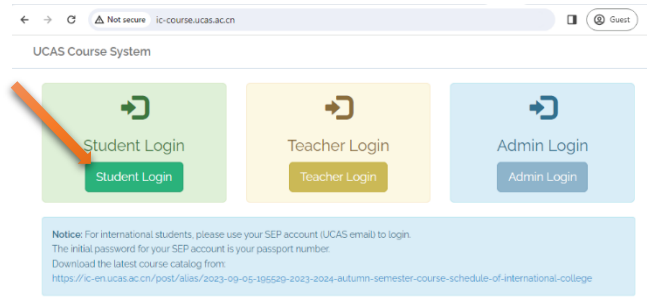 Not secure ic-course.ucas.ac.cn Guest
UCAS Course System
Student Login Teacher Login Admin Login
Student Login Teacher Login Admin Login
Notice: For international students, please use your SEP account (UCAS email) to login.
The initial password for your SEP account is your passport number.
Download the latest course catalog from:
https://ic-en.ucas.ac.cn/post/alias/2023-09-05-195529-2023-2024-autumn-semester-course-schedule-of-international-college